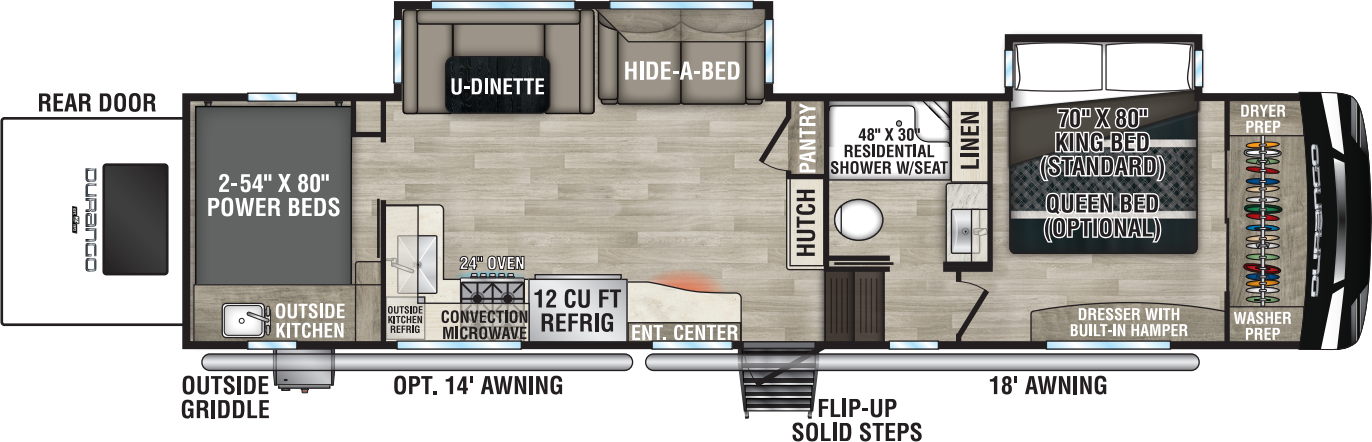 REAR DOOR
DURANGO
2-54" X 80"
POWER BEDS
OUTSIDE
KITCHEN
OUTSIDE
GRIDDLE
U-DINETTE
HIDE-A-BED
24" OVEN
OUTSIDE
KITCHEN
REFRIG
CONVECTION
MICROWAVE
12 CU FT
REFRIG
ENT. CENTER
OPT. 14' AWNING
PANTRY
HUTCH
48" X 30"
RESIDENTIAL
SHOWER W/SEAT
LINEN
FLIP-UP
SOLID STEPS
70" X 80"
KING BED
(STANDARD)
QUEEN BED
(OPTIONAL)
DRESSER WITH
BUILT-IN HAMPER
18' AWNING
DRYER
PREP
WASHER
PREP
DURANGO